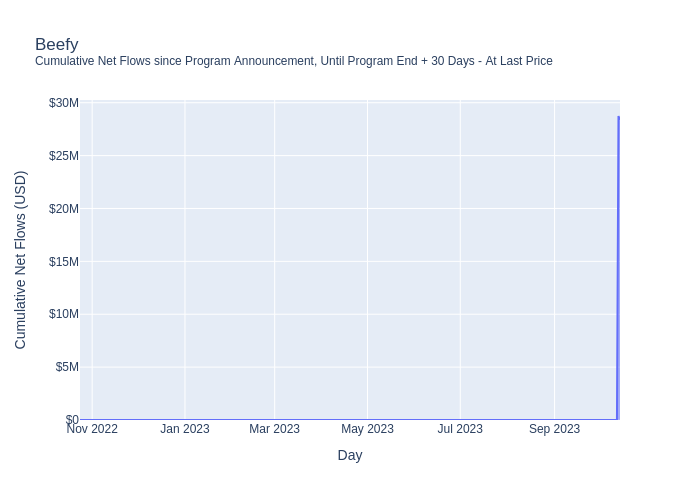 Beefy
Cumulative Net Flows since Program Announcement, Until Program End + 30 Days - At Last Price
Cumulative Net Flows (USD)
$30M
$25M
$20M
$15M
$10M
$5M
$0
Nov 2022 Jan 2023 Mar 2023 May 2023 Jul 2023 Sep 2023
Day